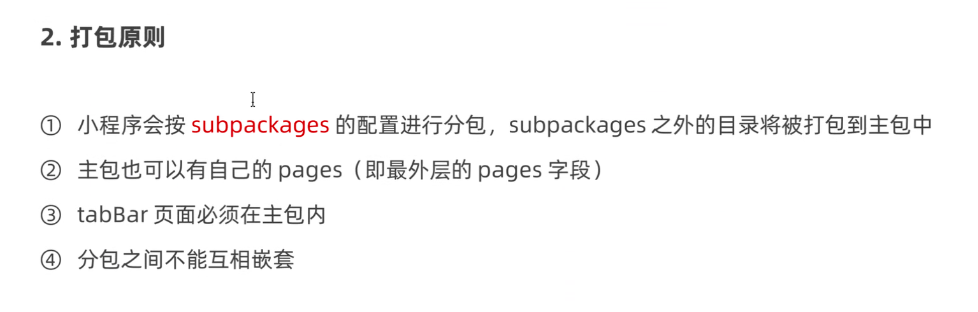 2. 打包原则
① 小程序会按 subpackages 的配置进行分包，subpackages 之外的目录将被打包到主包中
② 主包也可以有自己的 pages（即最外层的 pages 字段）
③ tabBar 页面必须在主包内
④ 分包之间不能互相嵌套